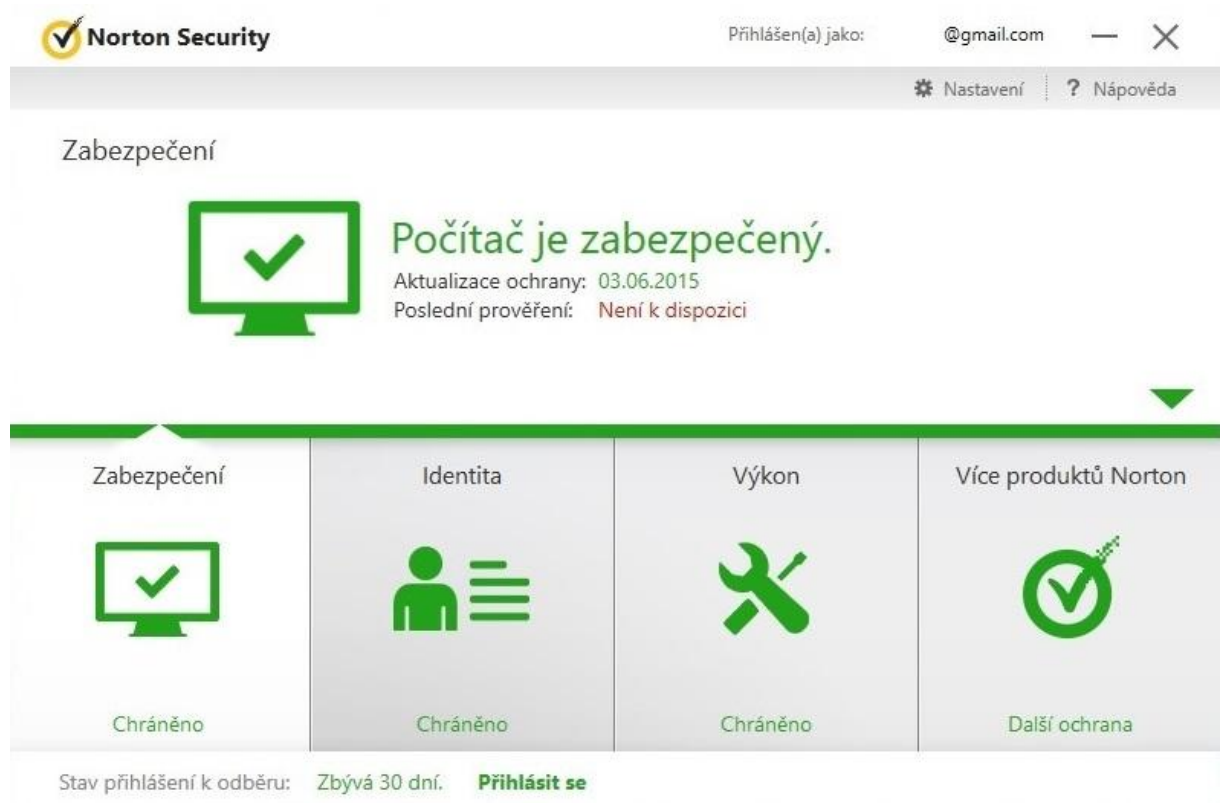 Norton Security
Přihlášen(a) jako: @gmail.com
Nastavení ? Nápověda
Zabezpečení
Počítač je zabezpečený.
Aktualizace ochrany: 03.06.2015
Poslední prověření: Není k dispozici
Zabezpečení Identita Výkon Více produktů Norton
Chráněno Chráněno Chráněno Další ochrana
Stav přihlášení k odběru: Zbývá 30 dní. Přihlásit se